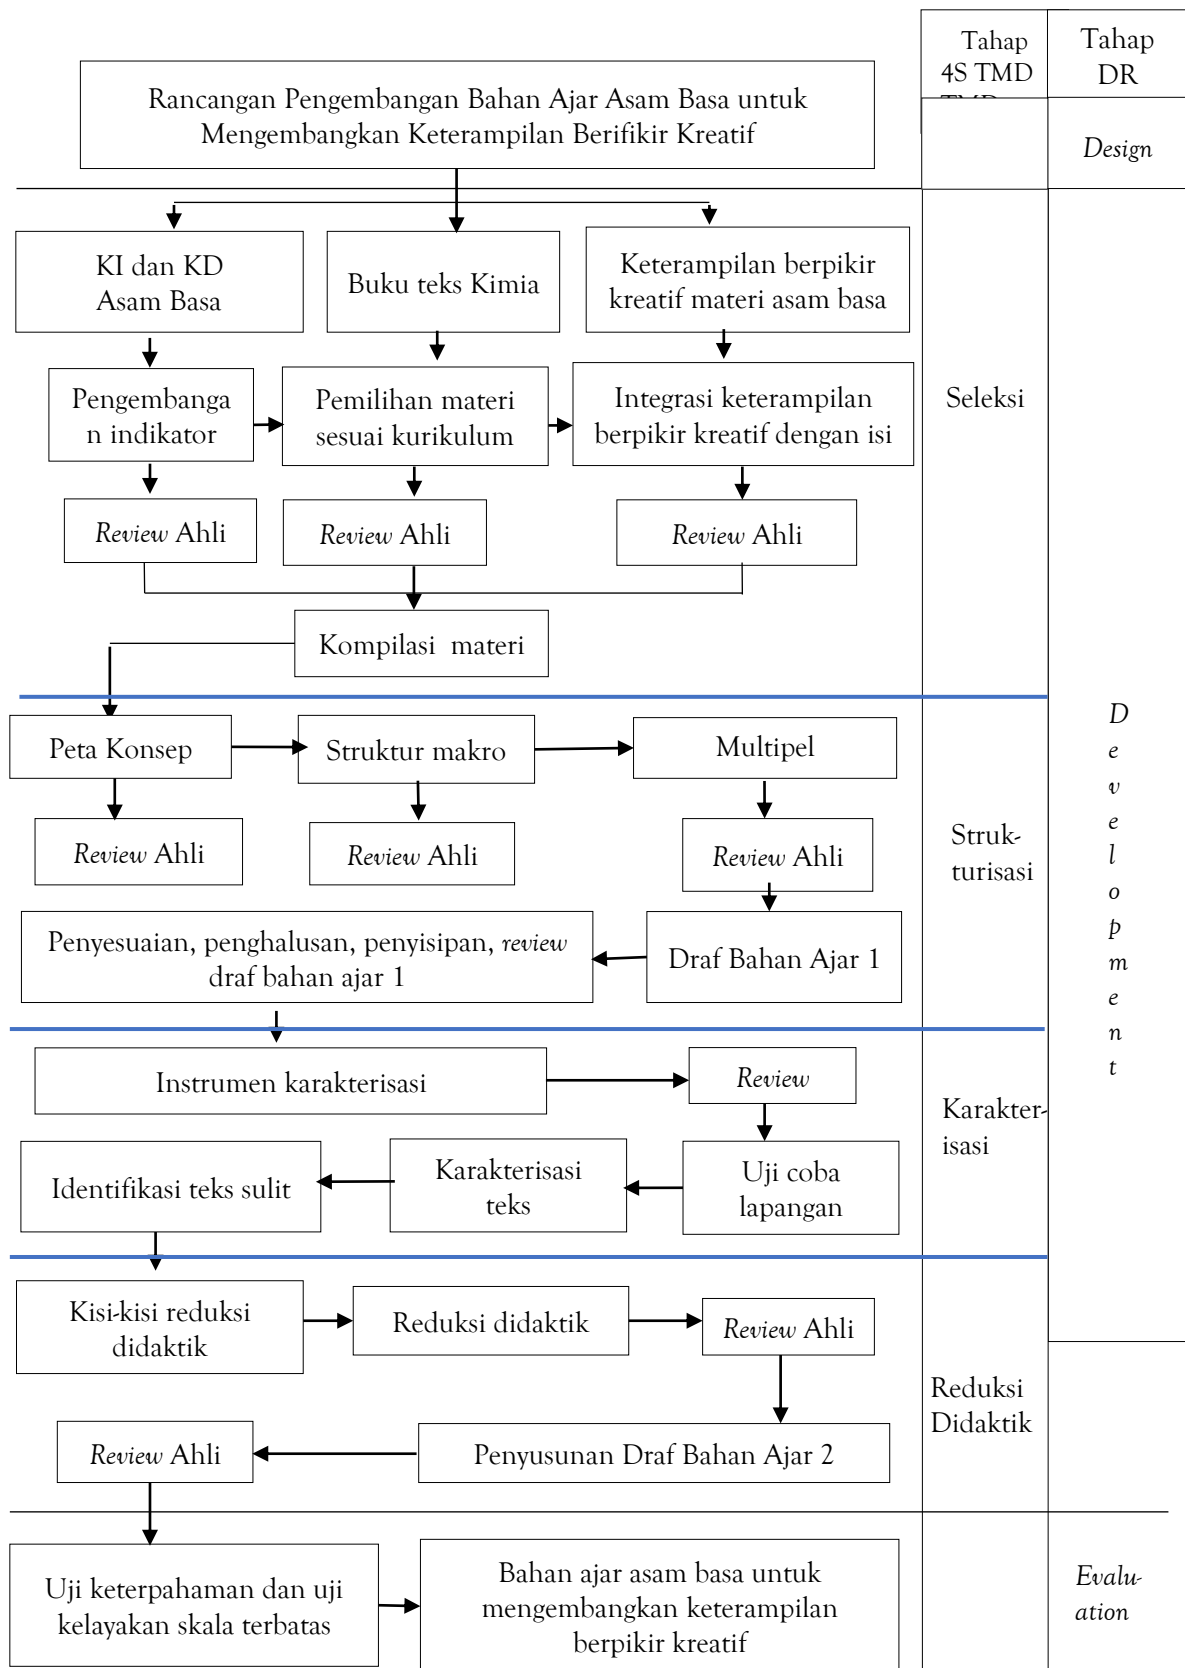 Tahap
4S TMD
Tahap
DR
Rancangan Pengembangan Bahan Ajar Asam Basa untuk
Mengembangkan Keterampilan Berifikir Kreatif
Design
KI dan KD
Asam Basa
Buku teks Kimia
Keterampilan berpikir
kreatif materi asam basa
Pengembanga
n indikator
Pemilihan materi
sesuai kurikulum
Integrasi keterampilan
berpikir kreatif dengan isi
Seleksi
Review Ahli
Review Ahli
Review Ahli
Kompilasi materi
Peta Konsep
Struktur makro
Multipel
Review Ahli
Review Ahli
Review Ahli
Struk-
turisasi
D
e
v
e
l
o
p
m
e
n
t
Penyesuaian, penghalusan, penyisipan, review
draf bahan ajar 1
Draf Bahan Ajar 1
Instrumen karakterisasi
Review
Karakter-
isasi
Identifikasi teks sulit
Karakterisasi
teks
Uji coba
lapangan
Kisi-kisi reduksi
didaktik
Reduksi didaktik
Review Ahli
Reduksi
Didaktik
Review Ahli
Penyusunan Draf Bahan Ajar 2
Uji keterpahaman dan uji
kelayakan skala terbatas
Bahan ajar asam basa untuk
mengembangkan keterampilan
berpikir kreatif
Evalu-
ation